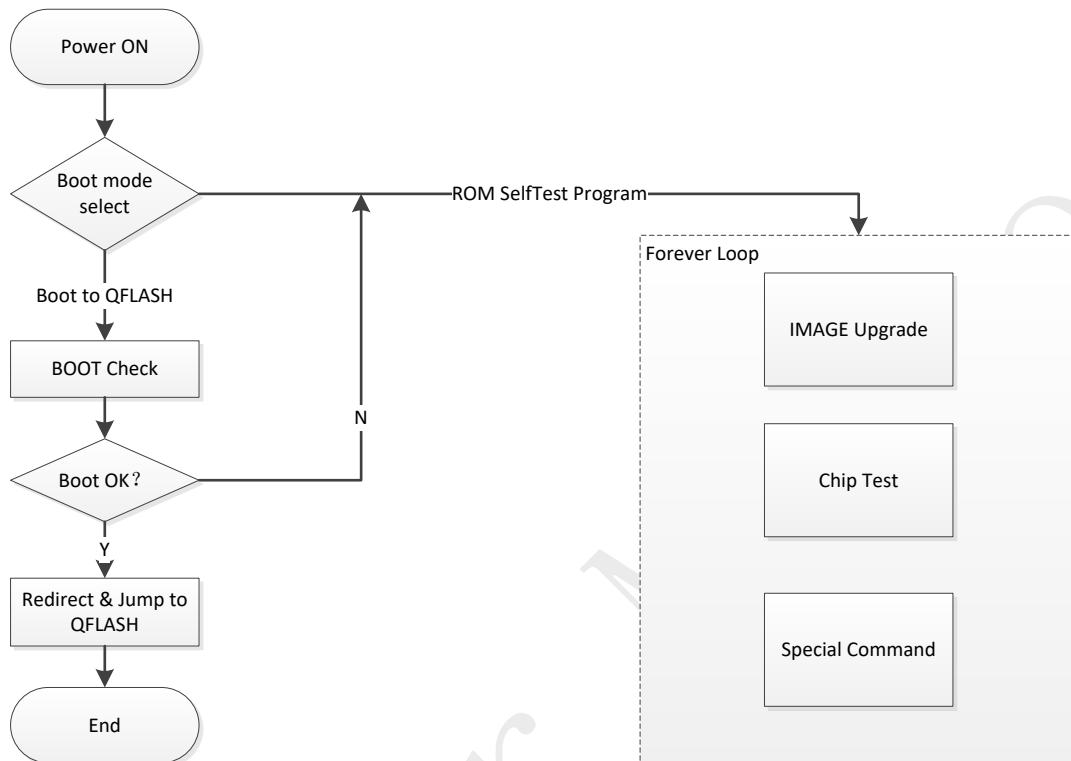 Power ON
Boot mode
select
ROM SelfTest Program
Forever Loop
Boot to QFLASH
IMAGE Upgrade
BOOT Check
N
Boot OK？
Chip Test
Y
Redirect & Jump to
QFLASH
Special Command
End